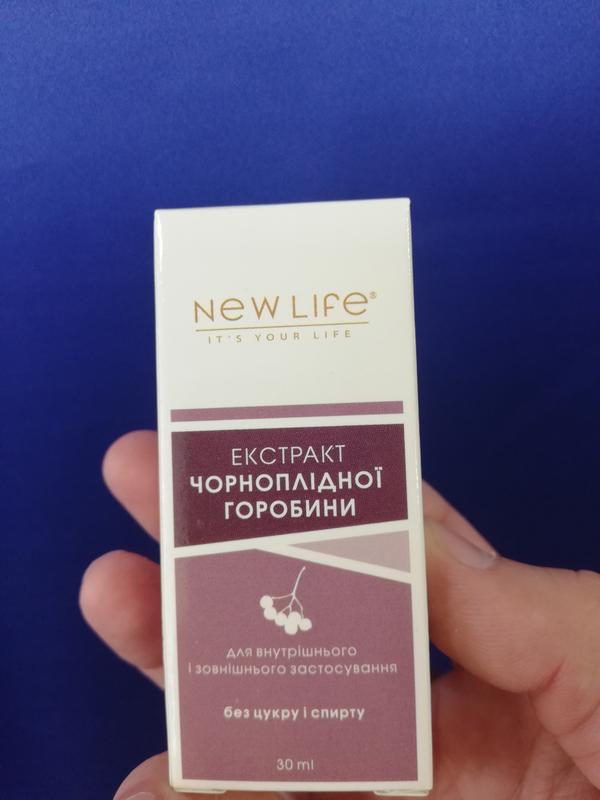 New Life®
IT'S YOUR LIFE
ЕКСТРАКТ
ЧОРНОПЛІДНОЇ
ГОРОБИНИ
для внутрішнього
і зовнішнього застосування
без цукру і спирту
30 ml